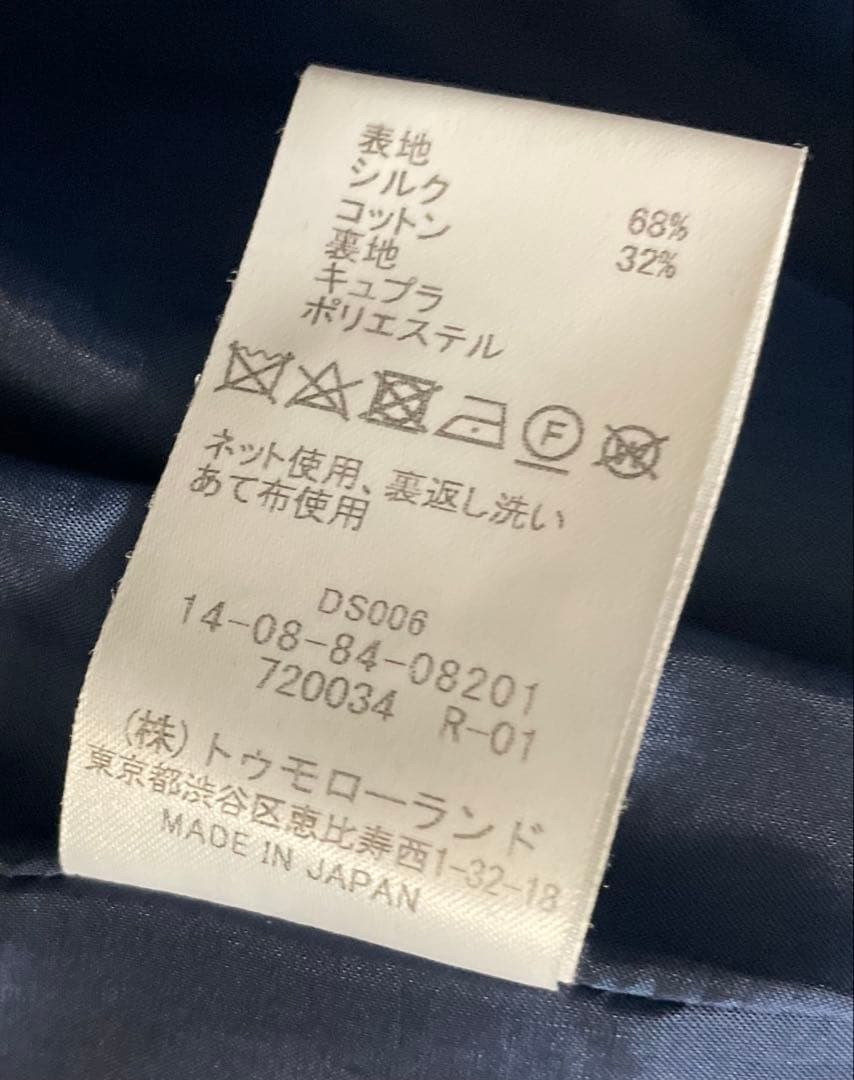 表地
シルク 68%
コットン 32%
裏地
キュプラ
ポリエステル
F
W
ネット使用、裏返し洗い
あて布使用
DS006
14-08-84-08201
720034 R-01
(株)トゥモローランド
東京都渋谷区恵比寿西1-32-18
MADE IN JAPAN